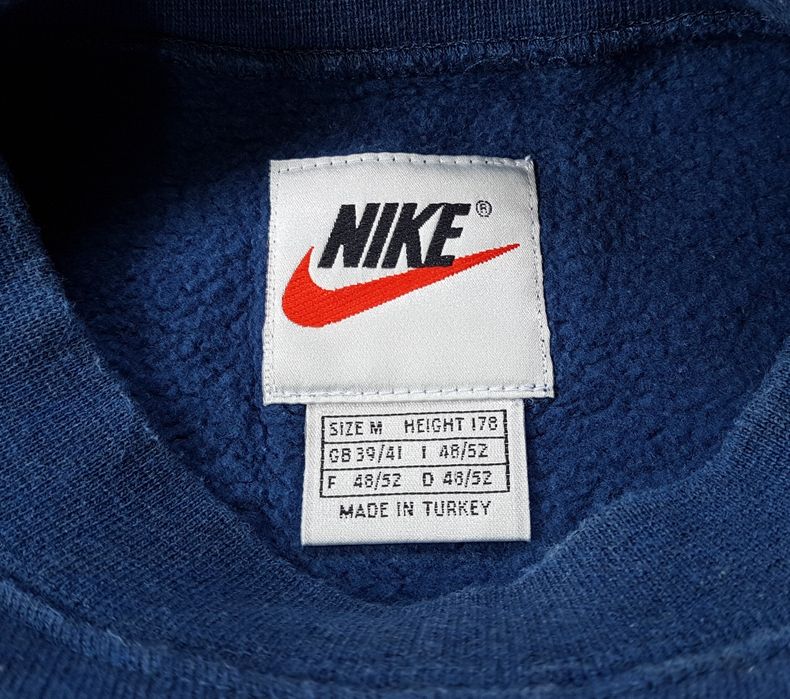 NIKE®
SIZE M HEIGHT 178
GB 39/41 I 48/52
F 48/52 D 48/52
MADE IN TURKEY